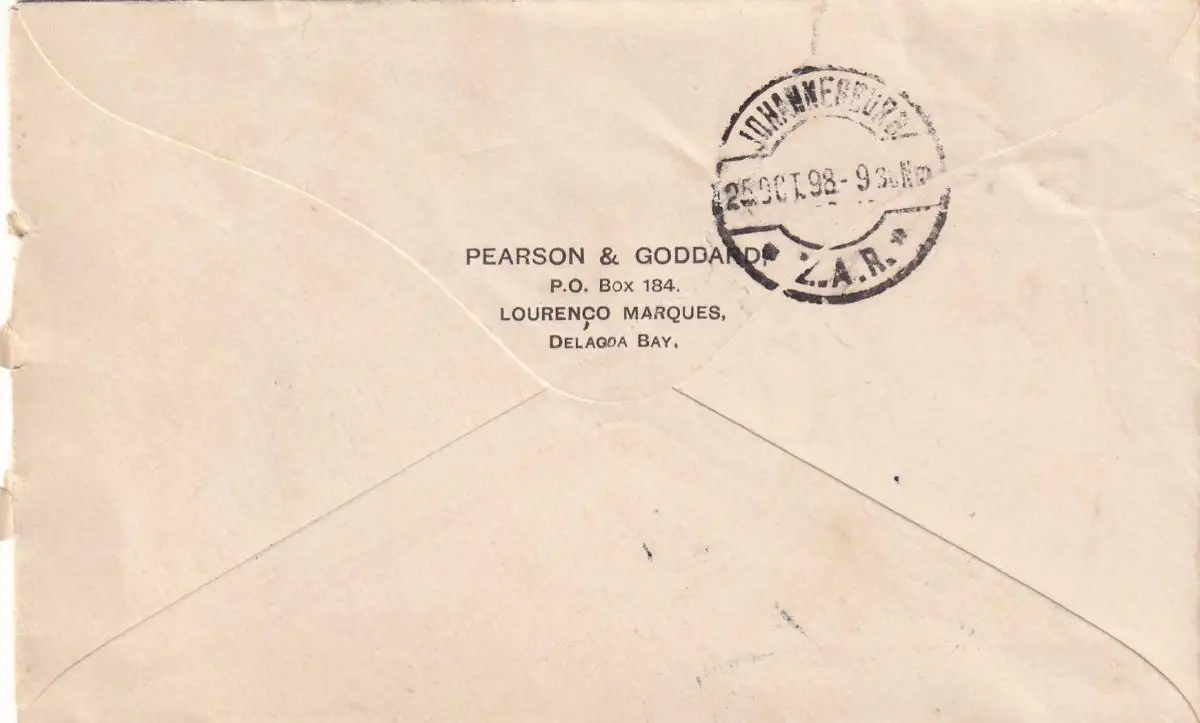 JOHANNESBURG
25 OCT. 98 - 9
Z.A.R.
PEARSON & GODDARD,
P.O. BOX 184.
LOURENÇO MARQUES,
DELAGOA BAY.